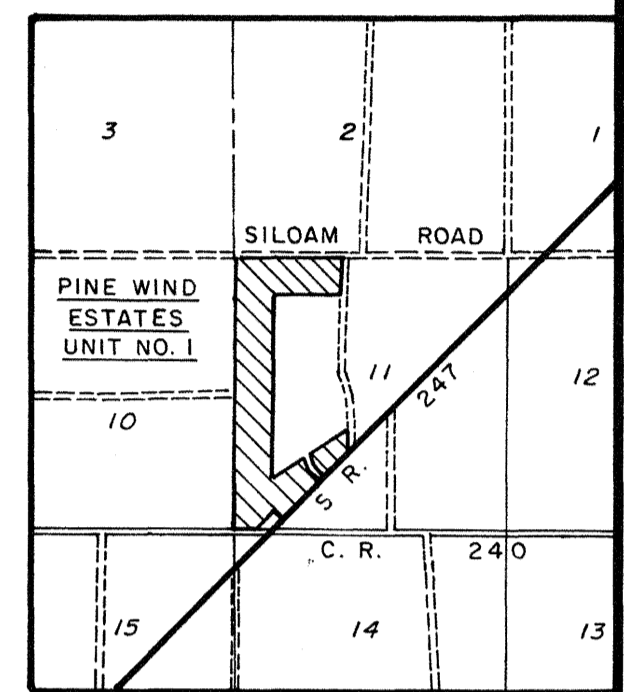 3
2
1
SILOAM ROAD
PINE WIND
ESTATES
UNIT NO. 1
11
247
12
10
S. R.
C. R. 240
15
14
13